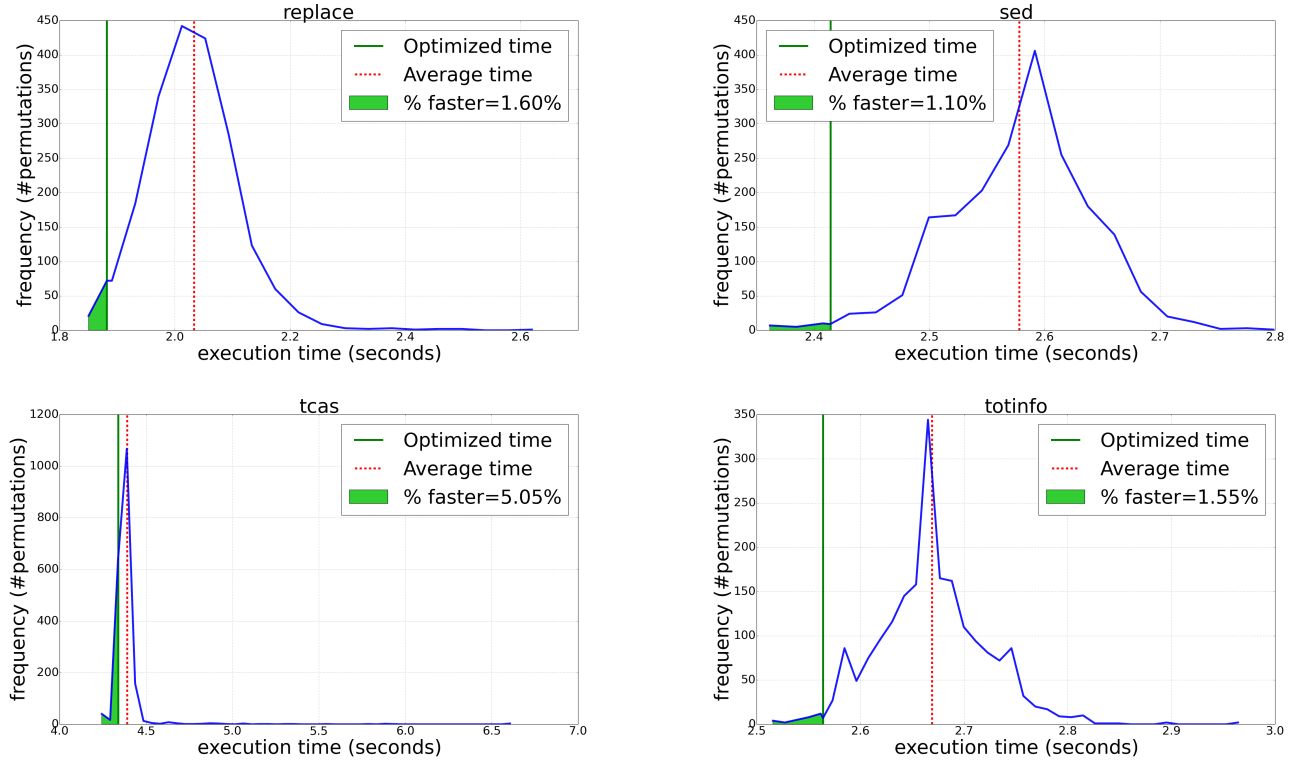 replace
450
400
350
300
250
200
150
100
50
0
frequency (#permutations)
Optimized time
Average time
% faster=1.60%
1.8 2.0 2.2 2.4 2.6
execution time (seconds)
sed
450
400
350
300
250
200
150
100
50
0
frequency (#permutations)
Optimized time
Average time
% faster=1.10%
2.4 2.5 2.6 2.7 2.8
execution time (seconds)
tcas
1200
1000
800
600
400
200
0
frequency (#permutations)
Optimized time
Average time
% faster=5.05%
4.0 4.5 5.0 5.5 6.0 6.5 7.0
execution time (seconds)
totinfo
350
300
250
200
150
100
50
0
frequency (#permutations)
Optimized time
Average time
% faster=1.55%
2.5 2.6 2.7 2.8 2.9 3.0
execution time (seconds)